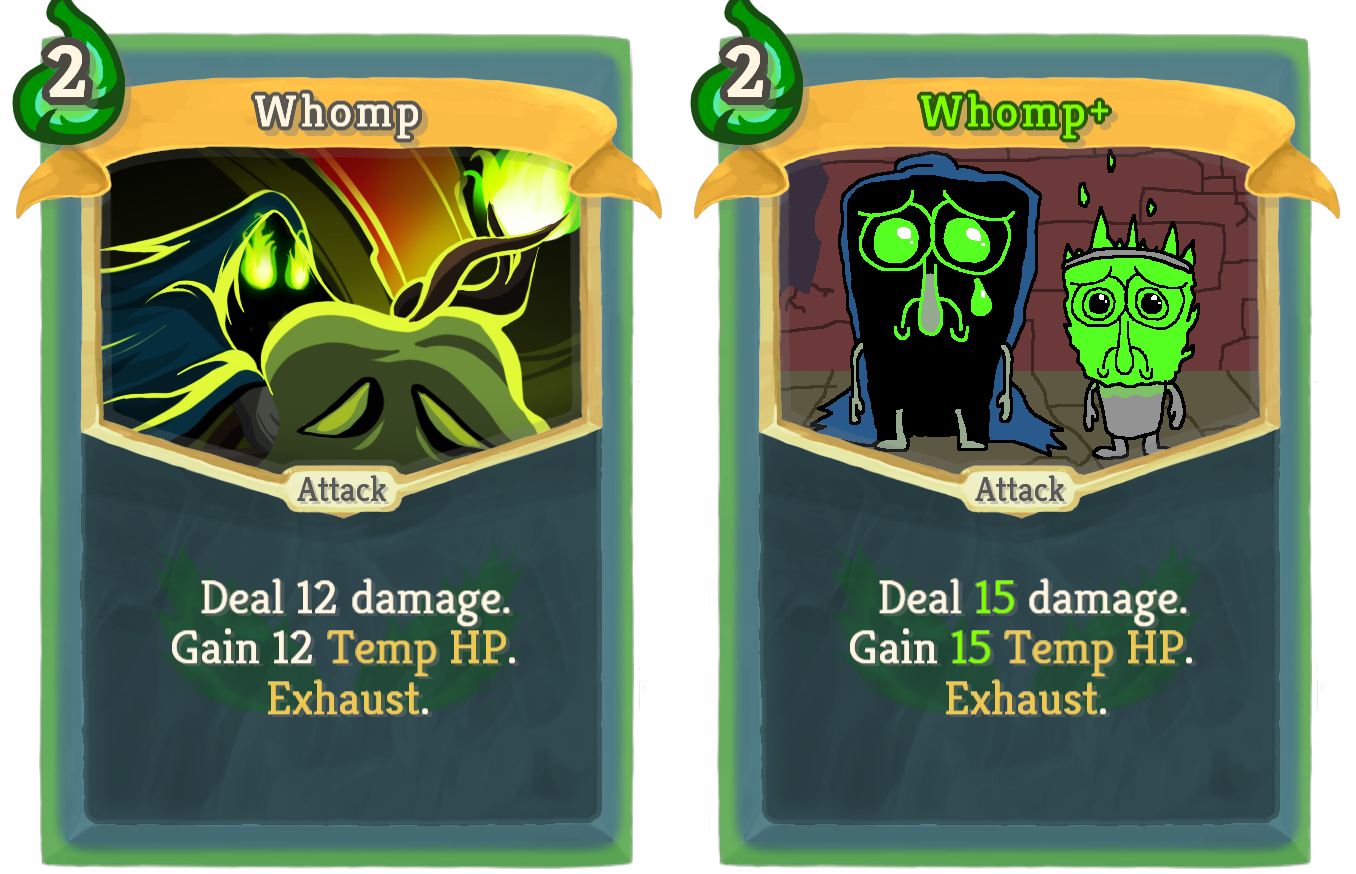 2
Whomp
Attack
Deal 12 damage.
Gain 12 Temp HP.
Exhaust.
2
Whomp+
Attack
Deal 15 damage.
Gain 15 Temp HP.
Exhaust.